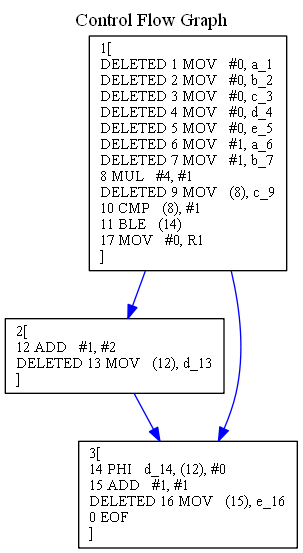 Control Flow Graph
1[
DELETED 1 MOV #0, a_1
DELETED 2 MOV #0, b_2
DELETED 3 MOV #0, c_3
DELETED 4 MOV #0, d_4
DELETED 5 MOV #0, e_5
DELETED 6 MOV #1, a_6
DELETED 7 MOV #1, b_7
8 MUL #4, #1
DELETED 9 MOV (8), c_9
10 CMP (8), #1
11 BLE (14)
17 MOV #0, R1
]
2[
12 ADD #1, #2
DELETED 13 MOV (12), d_13
]
3[
14 PHI d_14, (12), #0
15 ADD #1, #1
DELETED 16 MOV (15), e_16
0 EOF
]